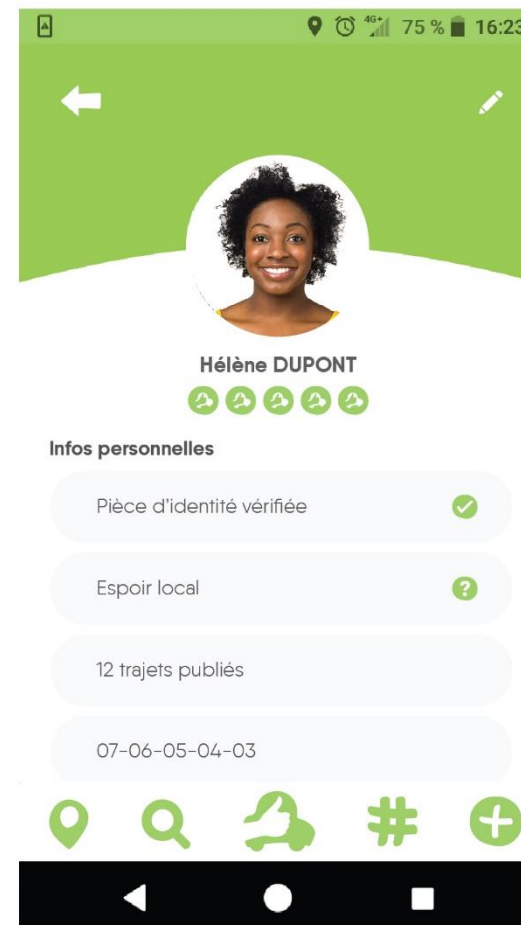 4G+ 75 % 16:23
Hélène DUPONT
Infos personnelles
Pièce d'identité vérifiée
Espoir local
?
12 trajets publiés
07-06-05-04-03
#